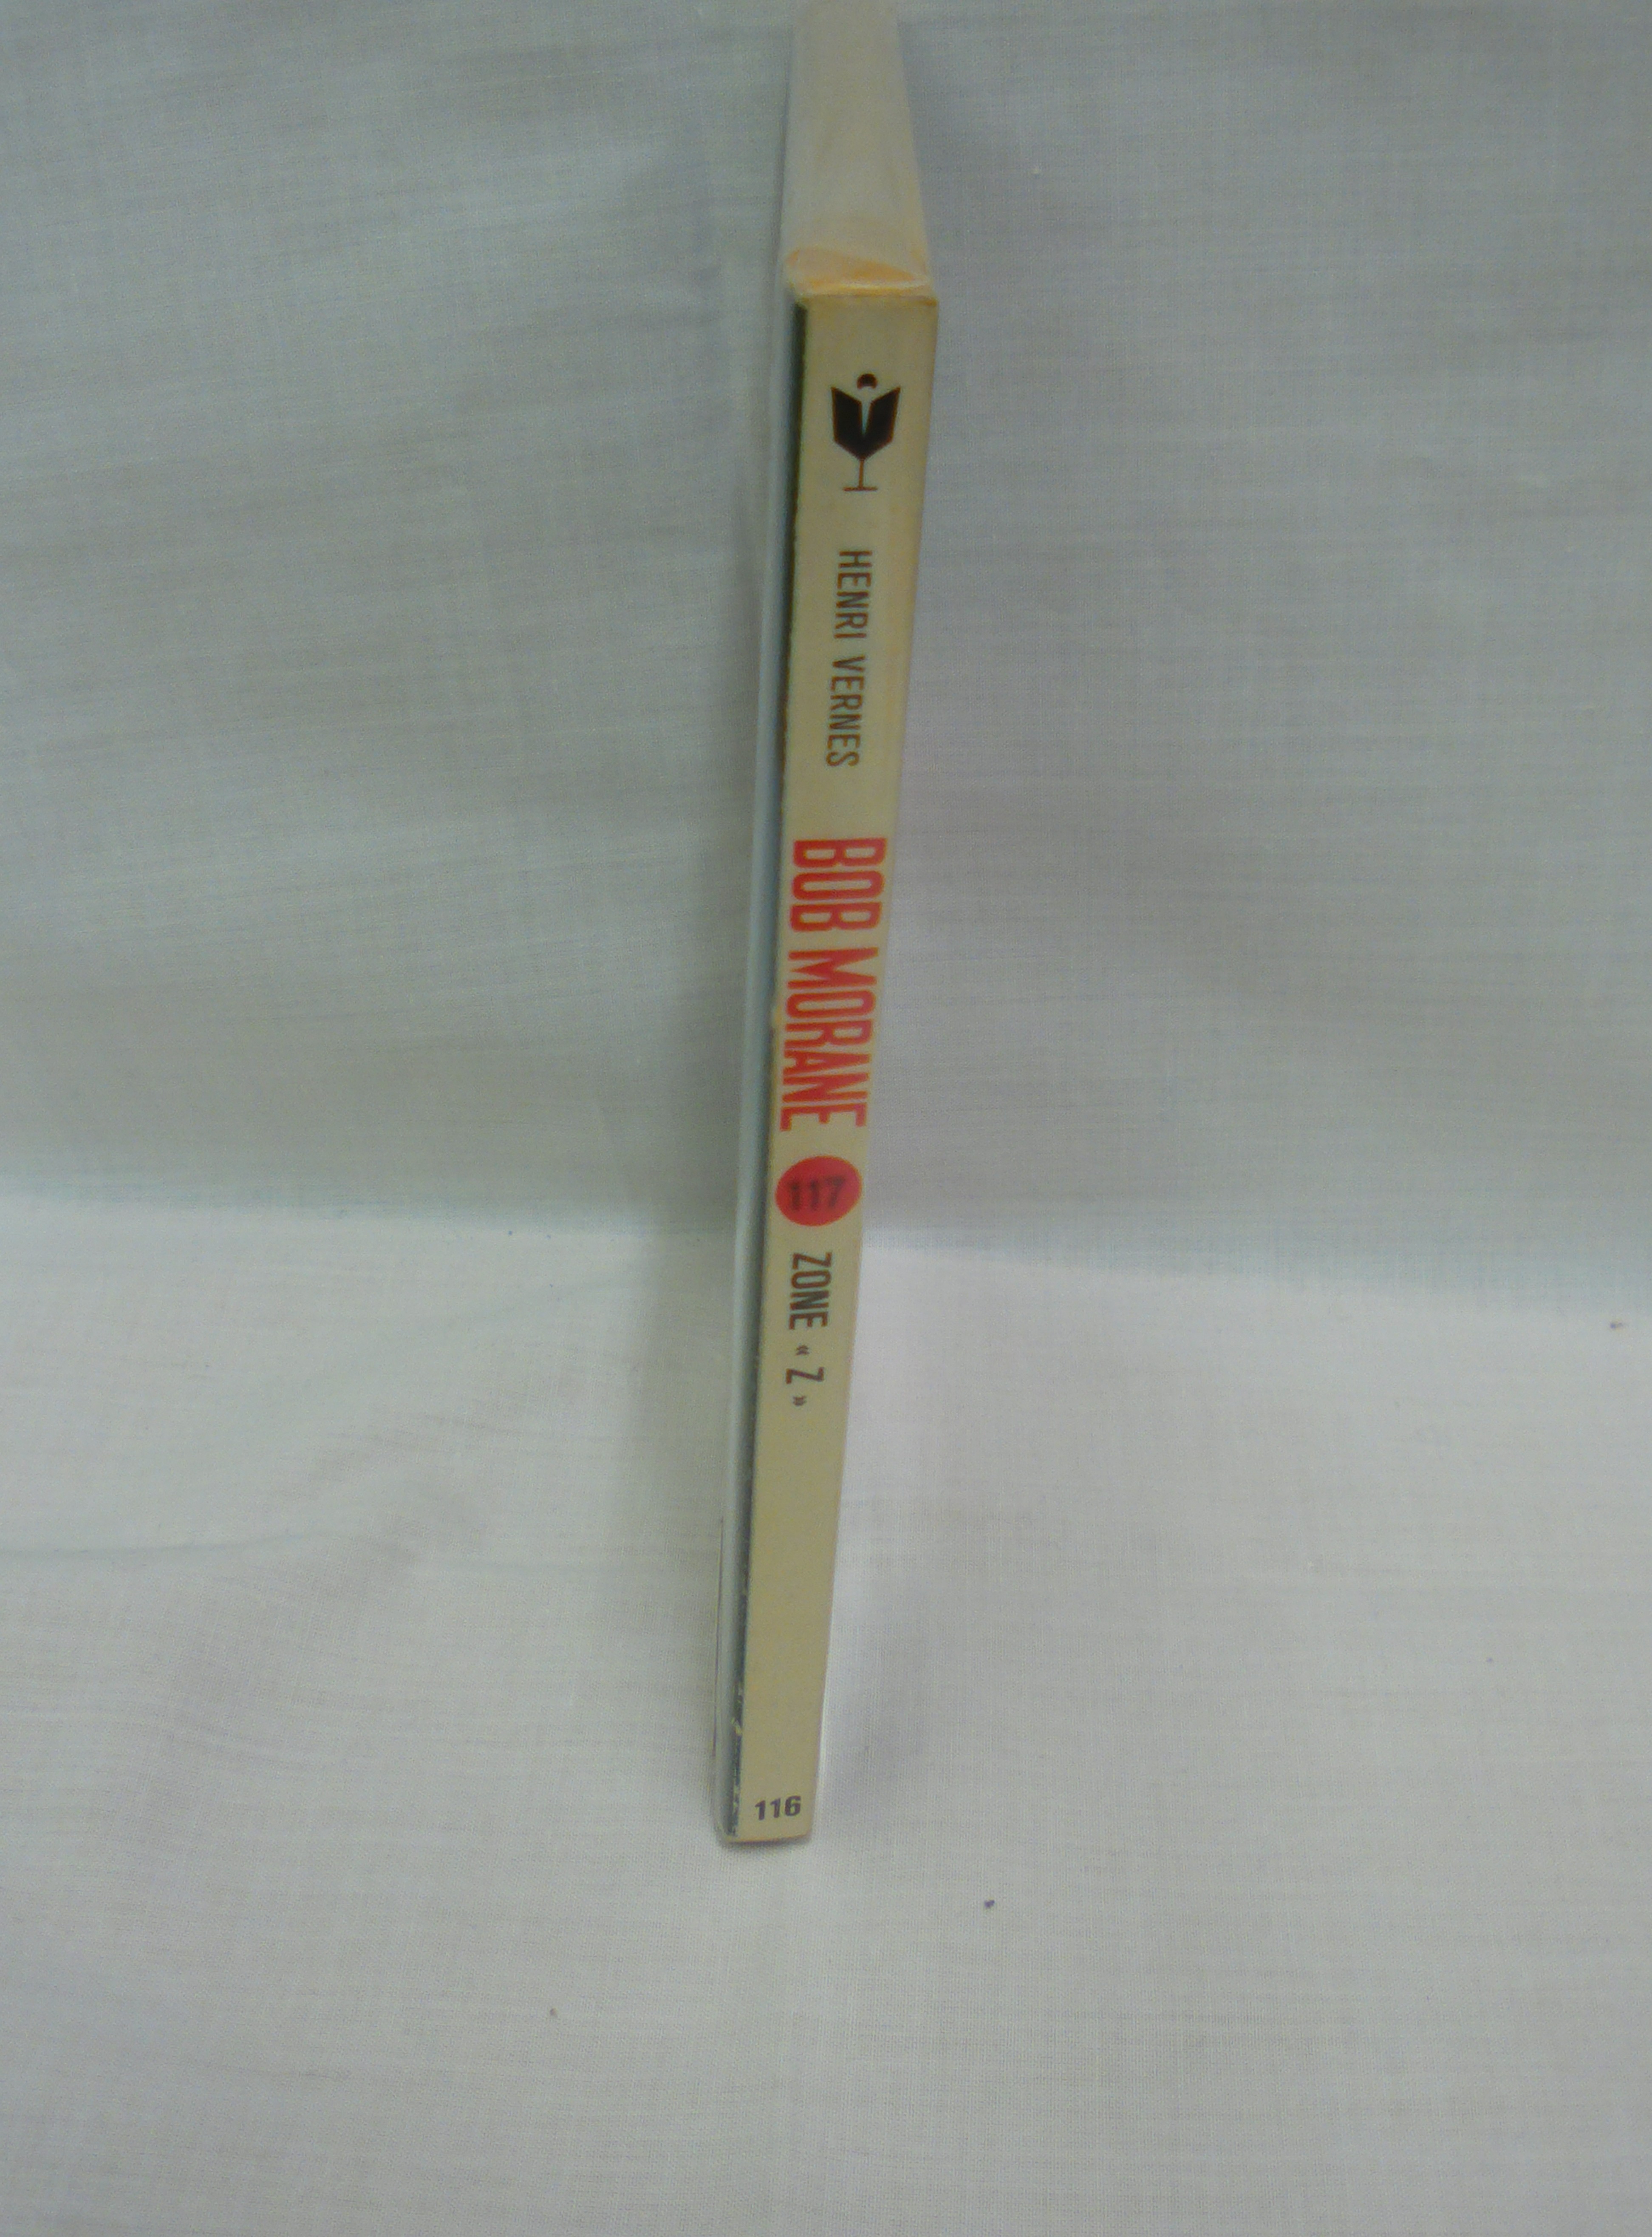 HENRI VERNES
BOB MORANE
117
ZONE « Z »
116